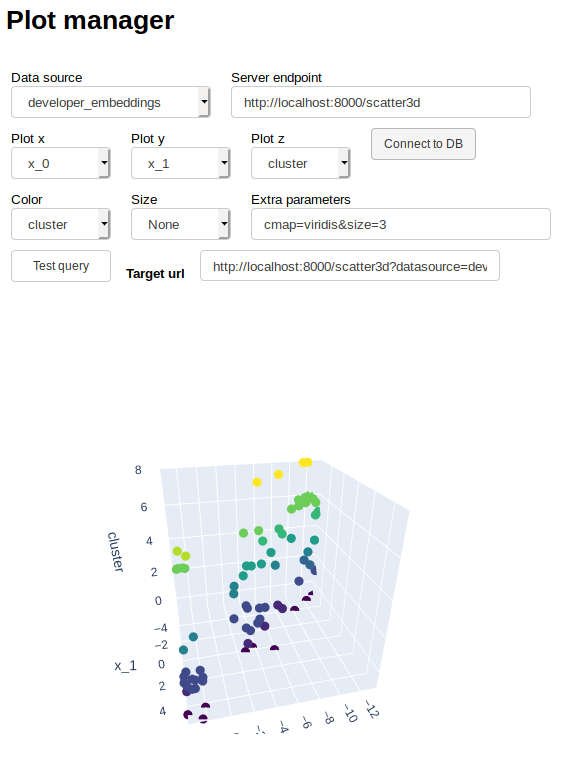 Plot manager
Data source Server endpoint
developer_embeddings http://localhost:8000/scatter3d
Plot x Plot y Plot z
x_0 x_1 cluster Connect to DB
Color Size Extra parameters
cluster None cmap=viridis&size=3
Test query Target url http://localhost:8000/scatter3d?datasource=dev
8
6
4
2
0
cluster
−4
−2
0
2
4
x_1
−4 −6 −8 −10 −12